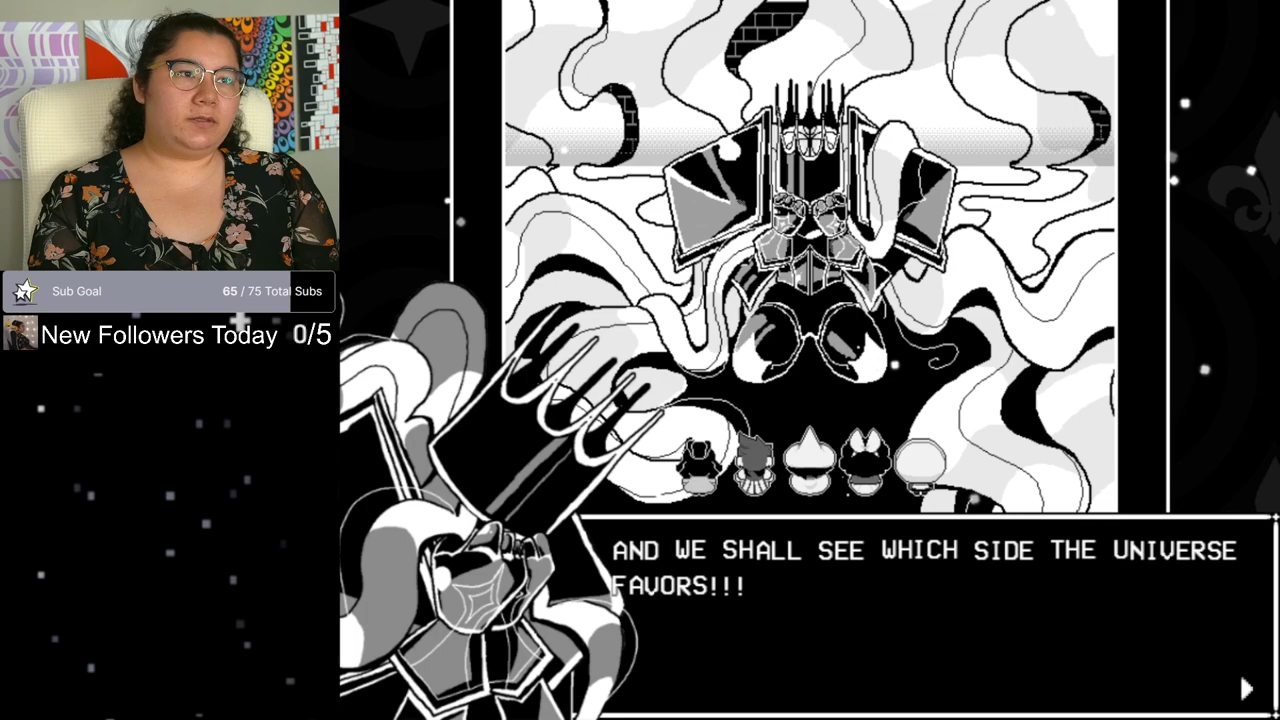 Sub Goal 65 / 75 Total Subs
New Followers Today 0/5
AND WE SHALL SEE WHICH SIDE THE UNIVERSE
FAVORS!!!